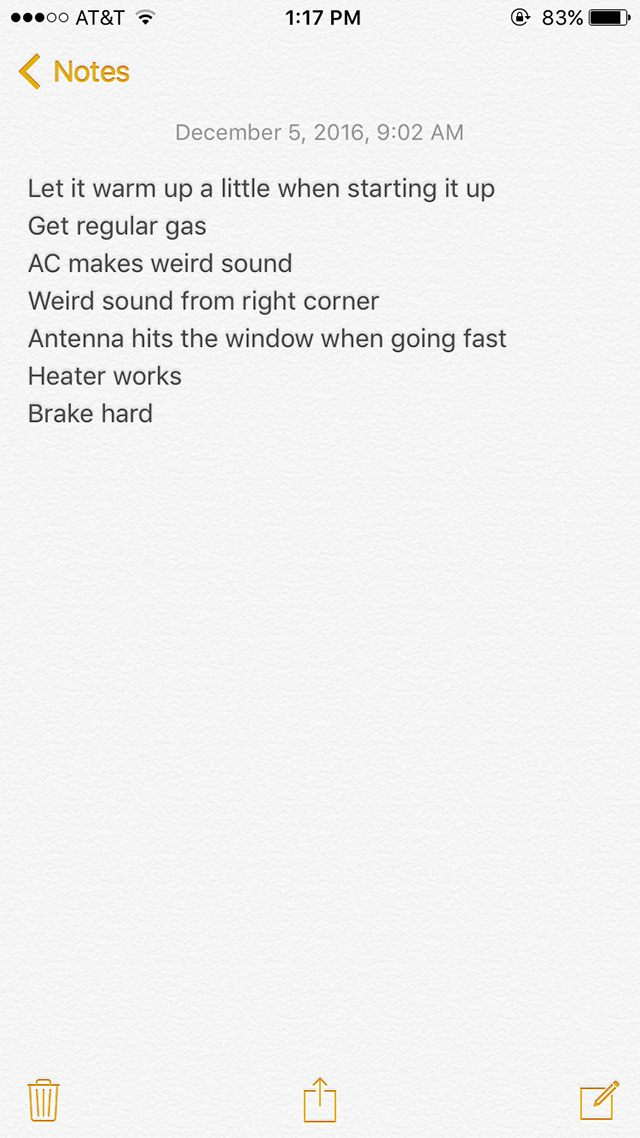 AT&T 1:17 PM 83%
Notes
December 5, 2016, 9:02 AM
Let it warm up a little when starting it up
Get regular gas
AC makes weird sound
Weird sound from right corner
Antenna hits the window when going fast
Heater works
Brake hard